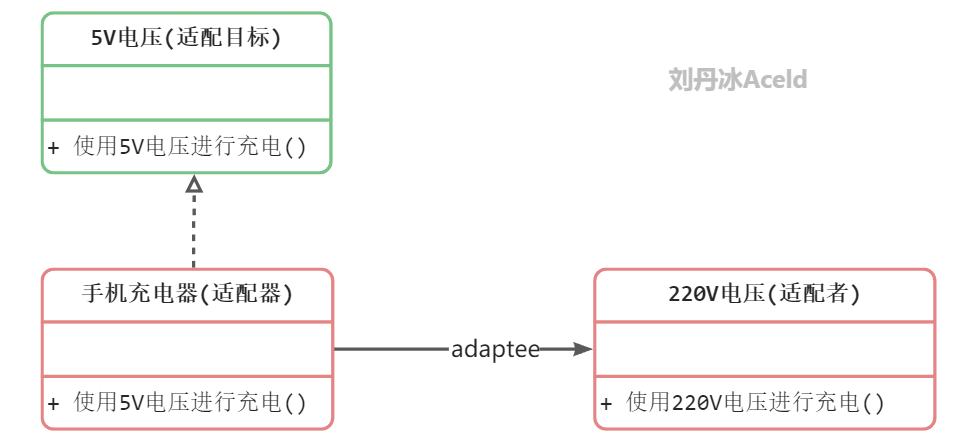 5V电压(适配目标)
刘丹冰Aceld
+ 使用5V电压进行充电()
手机充电器(适配器)
220V电压(适配者)
adaptee
+ 使用5V电压进行充电()
+ 使用220V电压进行充电()